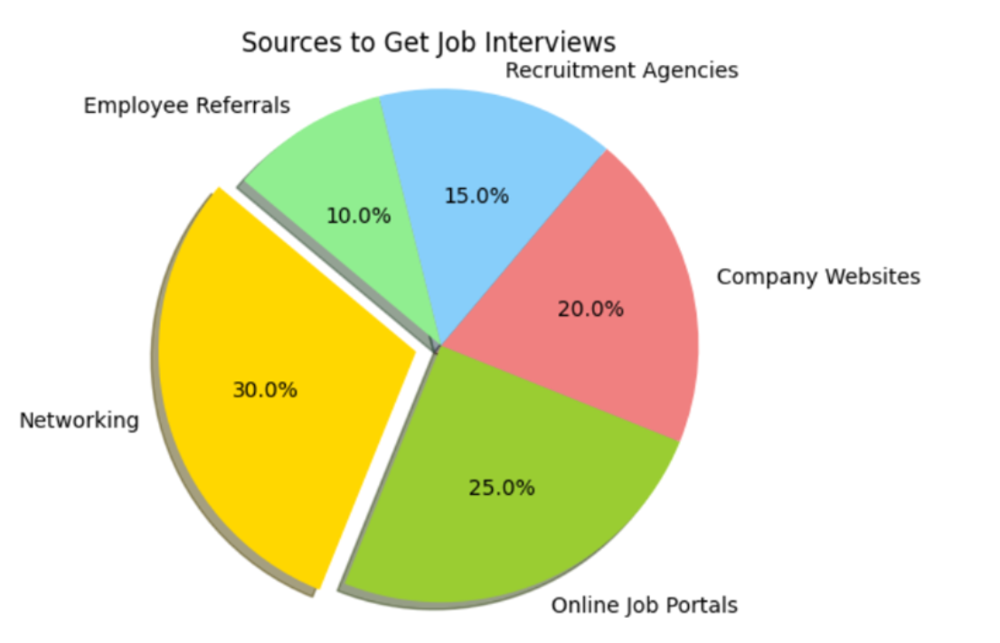 Sources to Get Job Interviews
Recruitment Agencies
Employee Referrals
15.0%
10.0%
Company Websites
20.0%
30.0%
Networking
25.0%
Online Job Portals